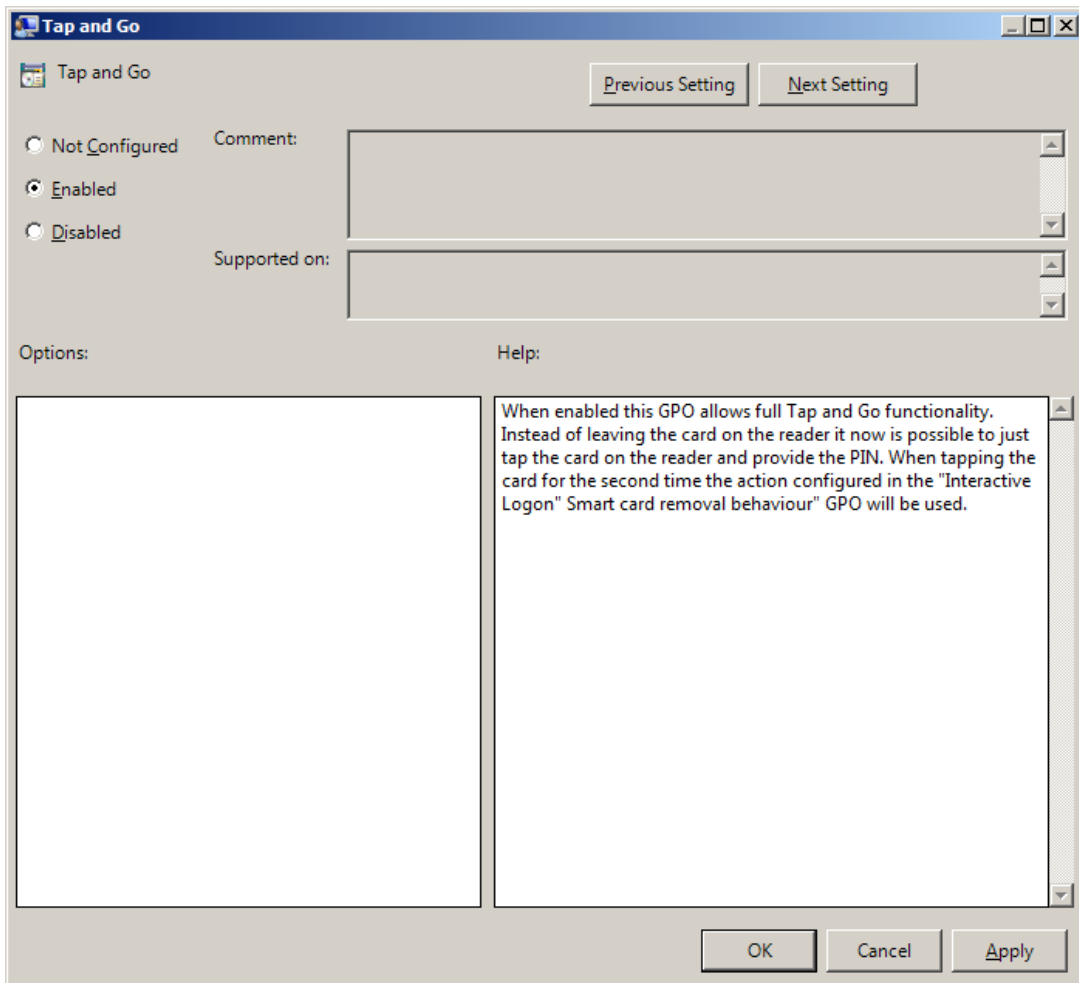 Tap and Go
Tap and Go
Previous Setting
Next Setting
Not Configured
Comment:
Enabled
Disabled
Supported on:
Options:
Help:
When enabled this GPO allows full Tap and Go functionality.
Instead of leaving the card on the reader it now is possible to just
tap the card on the reader and provide the PIN. When tapping the
card for the second time the action configured in the "Interactive
Logon" Smart card removal behaviour" GPO will be used.
OK
Cancel
Apply